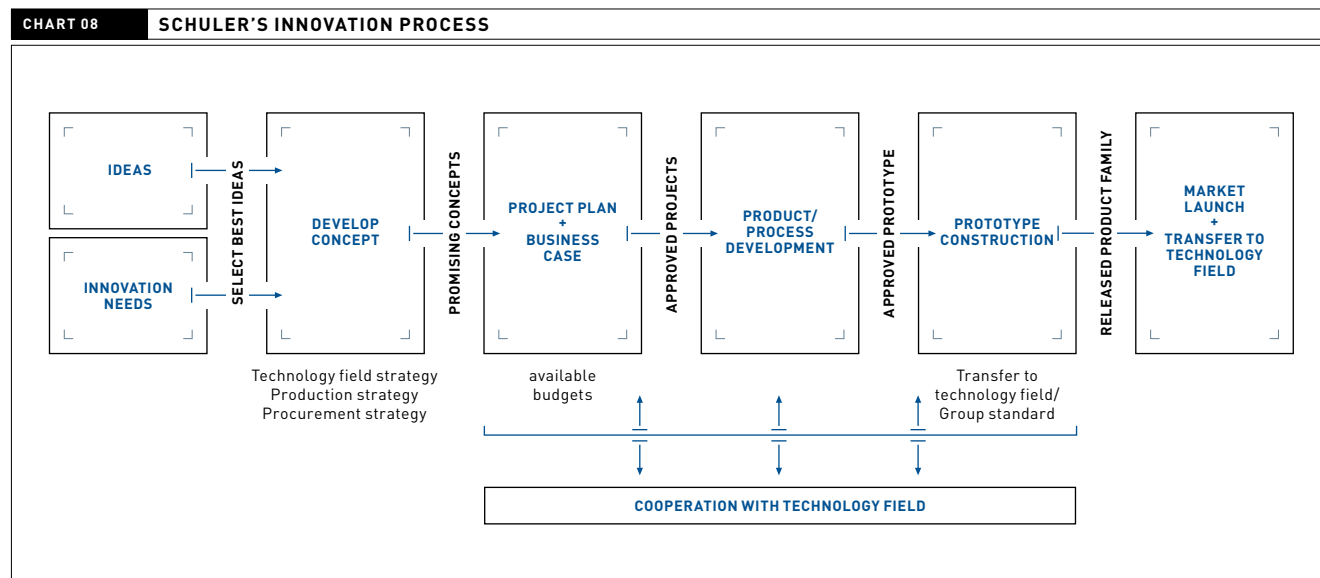 CHART 08
SCHULER'S INNOVATION PROCESS
IDEAS
INNOVATION
NEEDS
SELECT BEST IDEAS
DEVELOP
CONCEPT
Technology field strategy
Production strategy
Procurement strategy
PROMISING CONCEPTS
PROJECT PLAN
+
BUSINESS
CASE
available
budgets
APPROVED PROJECTS
PRODUCT/
PROCESS
DEVELOPMENT
APPROVED PROTOTYPE
PROTOTYPE
CONSTRUCTION
Transfer to
technology field/
Group standard
RELEASED PRODUCT FAMILY
MARKET
LAUNCH
+
TRANSFER TO
TECHNOLOGY
FIELD
COOPERATION WITH TECHNOLOGY FIELD